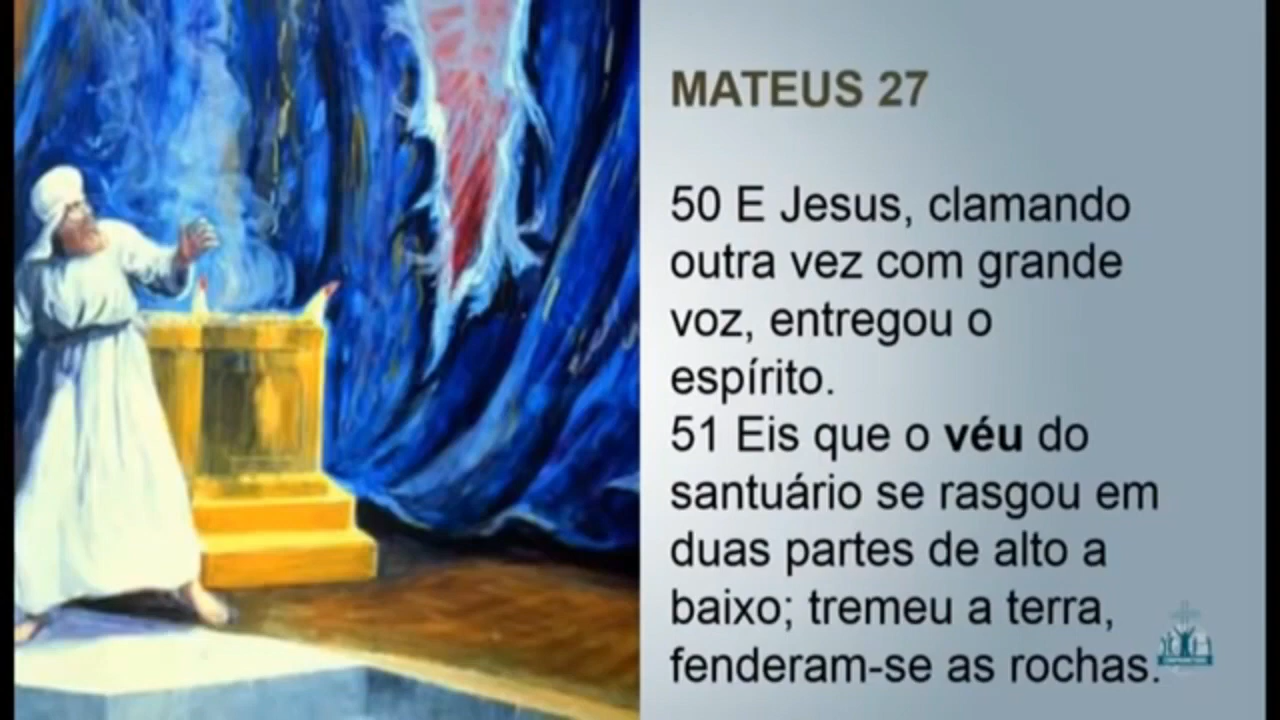 MATEUS 27
50 E Jesus, clamando
outra vez com grande
voz, entregou o
espírito.
51 Eis que o véu do
santuário se rasgou em
duas partes de alto a
baixo; tremeu a terra,
fenderam-se as rochas.